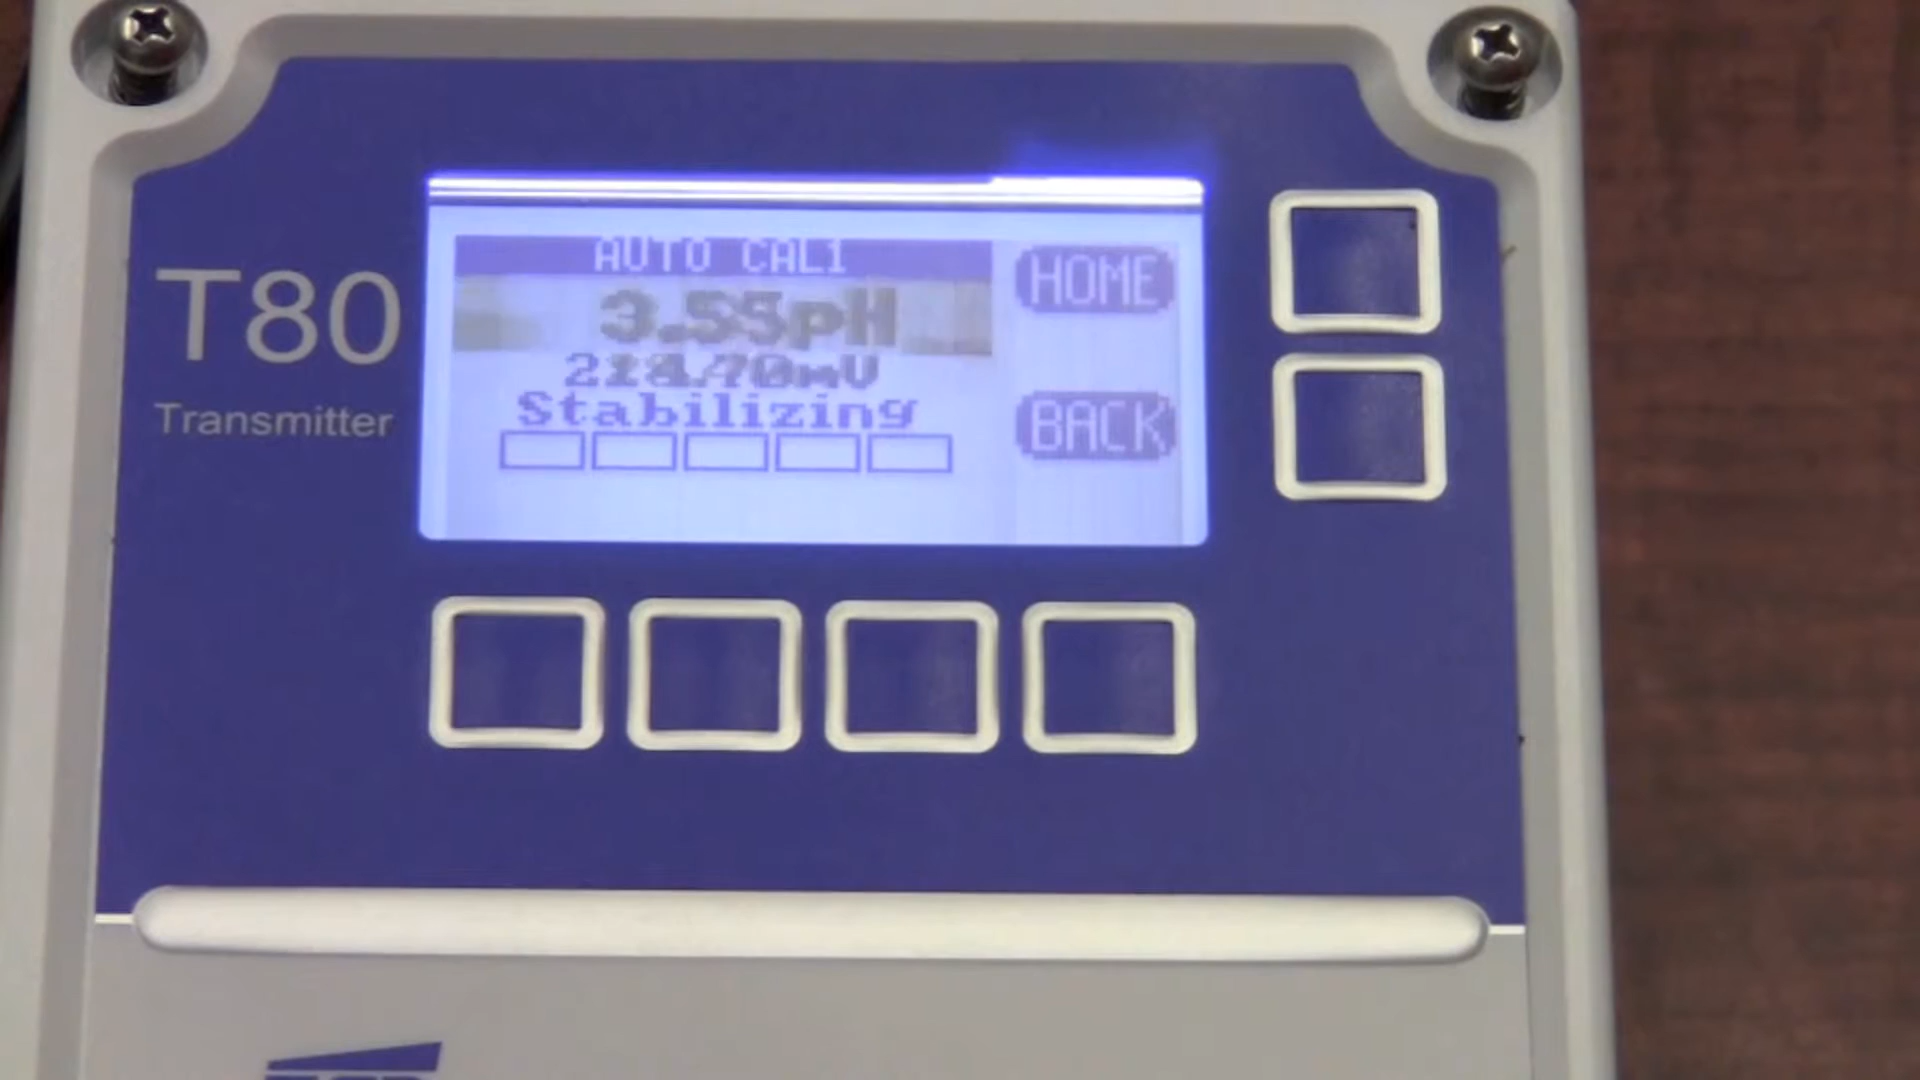 AUTO CAL1
HOME
3.55pH
Stabilizing
BACK
T80
Transmitter